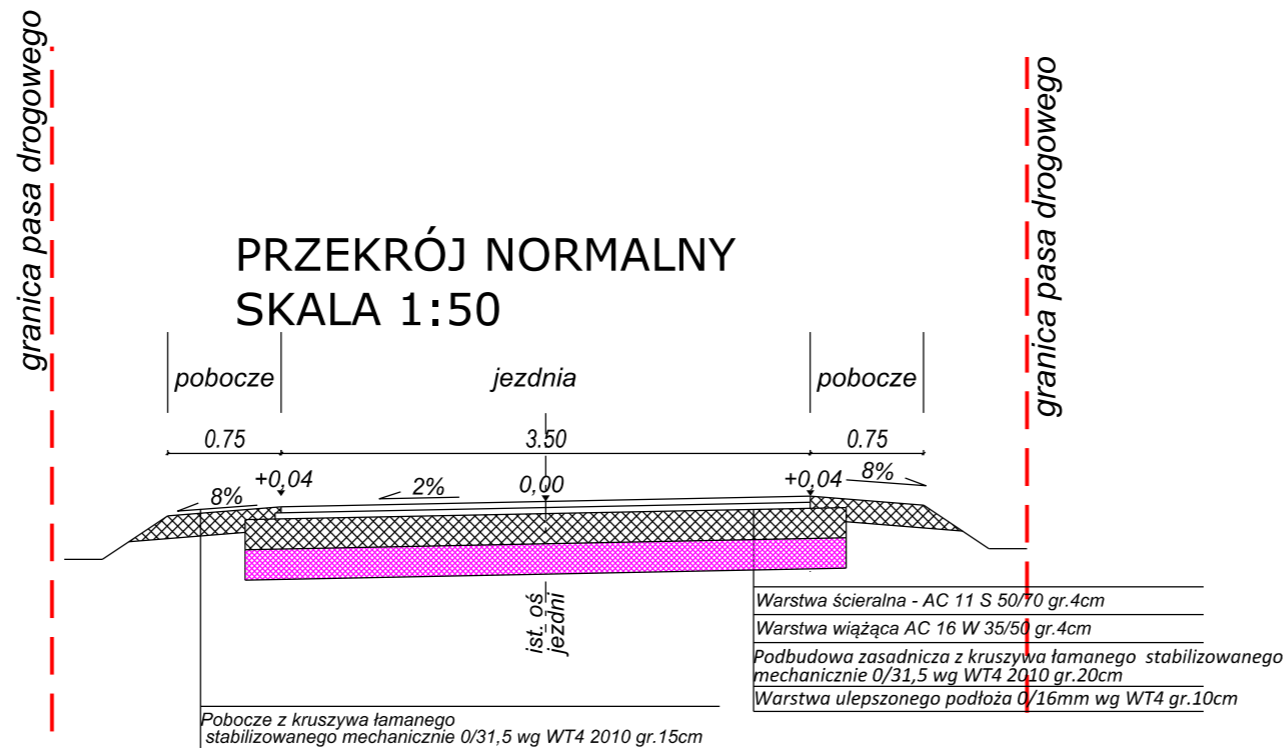 granica pasa drogowego
granica pasa drogowego
PRZEKRÓJ NORMALNY
SKALA 1:50
pobocze
jezdnia
pobocze
0.75
3.50
0.75
+0,04
8%
2%
0,00
+0,04
8%
ist. oś
jezdni
Warstwa ścieralna - AC 11 S 50/70 gr.4cm
Warstwa wiążąca AC 16 W 35/50 gr.4cm
Podbudowa zasadnicza z kruszywa łamanego stabilizowanego
mechanicznie 0/31,5 wg WT4 2010 gr.20cm
Warstwa ulepszonego podłoża 0/16mm wg WT4 gr.10cm
Pobocze z kruszywa łamanego
stabilizowanego mechanicznie 0/31,5 wg WT4 2010 gr.15cm